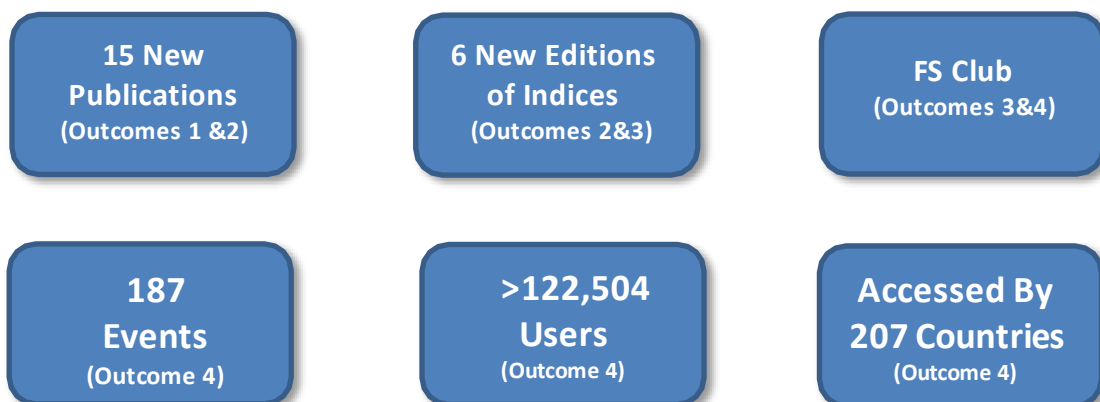 15 New
Publications
(Outcomes 1 &2)
6 New Editions
of Indices
(Outcomes 2&3)
FS Club
(Outcomes 3&4)
187
Events
(Outcome 4)
>122,504
Users
(Outcome 4)
Accessed By
207 Countries
(Outcome 4)